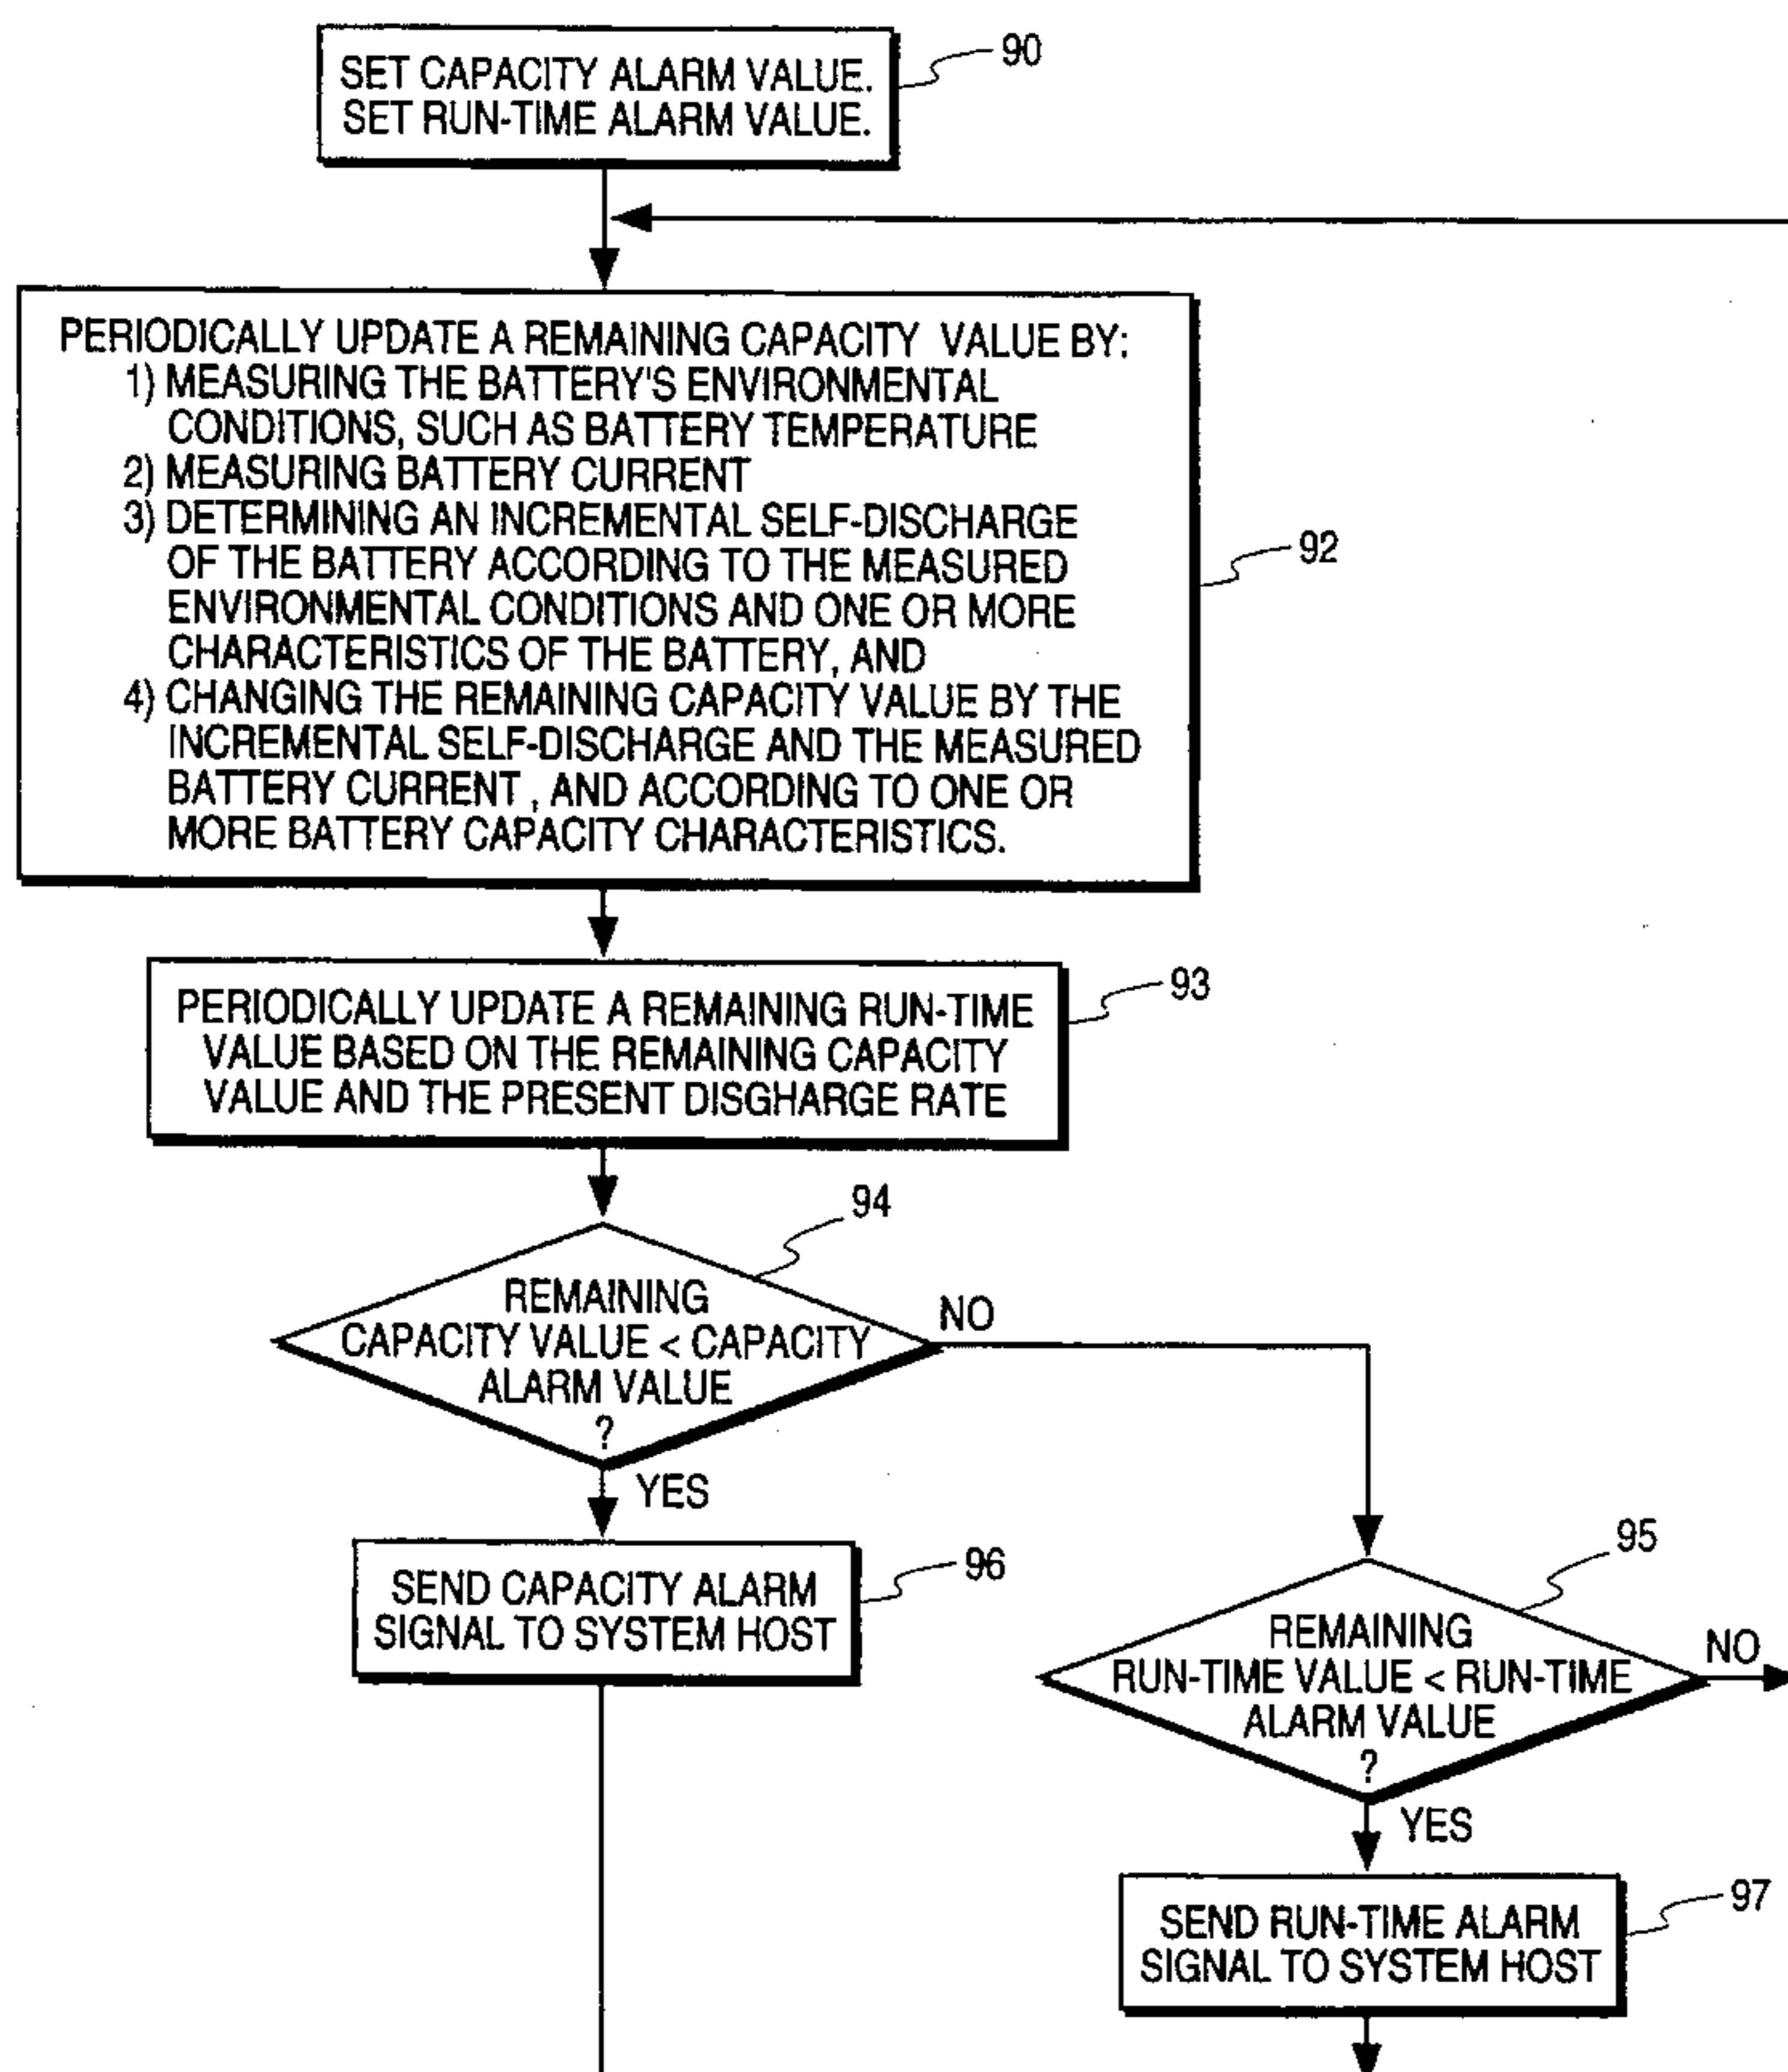 SET CAPACITY ALARM VALUE.
SET RUN-TIME ALARM VALUE.
90
PERIODICALLY UPDATE A REMAINING CAPACITY VALUE BY:
1) MEASURING THE BATTERY'S ENVIRONMENTAL
CONDITIONS, SUCH AS BATTERY TEMPERATURE
2) MEASURING BATTERY CURRENT
3) DETERMINING AN INCREMENTAL SELF-DISCHARGE
OF THE BATTERY ACCORDING TO THE MEASURED
ENVIRONMENTAL CONDITIONS AND ONE OR MORE
CHARACTERISTICS OF THE BATTERY, AND
4) CHANGING THE REMAINING CAPACITY VALUE BY THE
INCREMENTAL SELF-DISCHARGE AND THE MEASURED
BATTERY CURRENT , AND ACCORDING TO ONE OR
MORE BATTERY CAPACITY CHARACTERISTICS.
92
PERIODICALLY UPDATE A REMAINING RUN-TIME
VALUE BASED ON THE REMAINING CAPACITY
VALUE AND THE PRESENT DISGHARGE RATE
93
REMAINING
CAPACITY VALUE < CAPACITY
ALARM VALUE
?
94
NO
YES
SEND CAPACITY ALARM
SIGNAL TO SYSTEM HOST
96
REMAINING
RUN-TIME VALUE < RUN-TIME
ALARM VALUE
?
95
NO
YES
SEND RUN-TIME ALARM
SIGNAL TO SYSTEM HOST
97